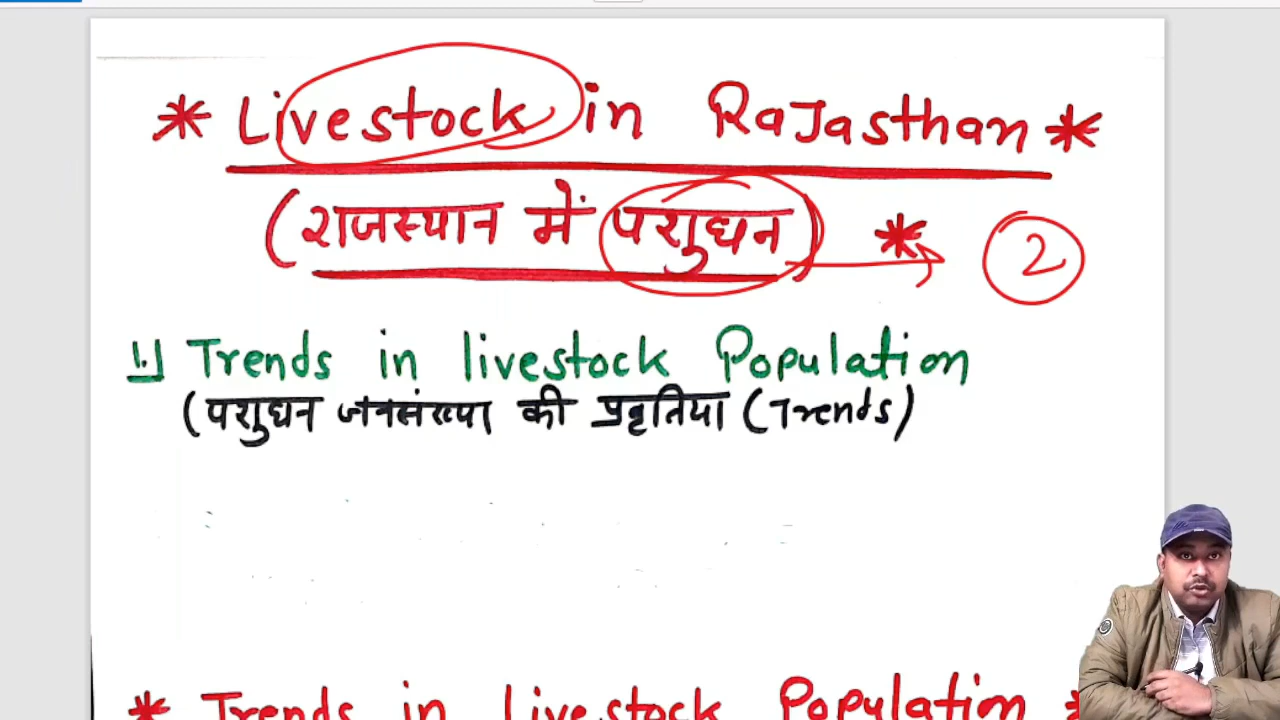 * Livestock in RaJasthan *
(राजस्थान में पशुधन) * 2
1.) Trends in livestock Population
(पशुधन जनसंख्या की प्रवृतिया (Trends)
* Trends in livestock Population *